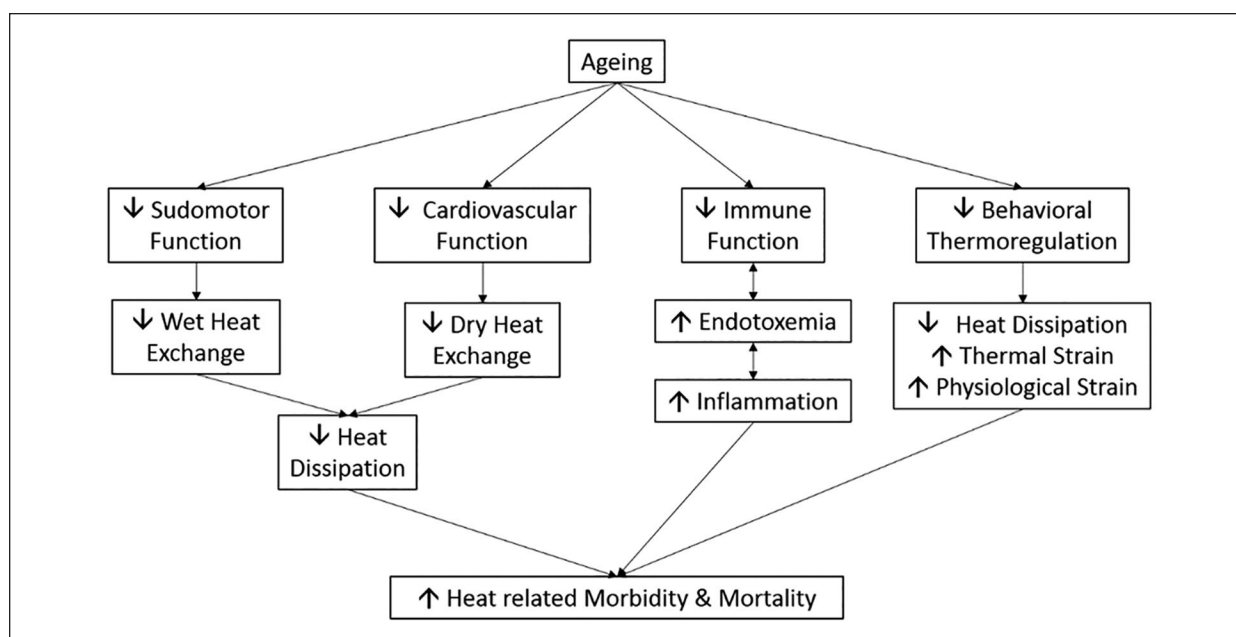 Ageing
↓ Sudomotor
Function
↓ Cardiovascular
Function
↓ Immune
Function
↓ Behavioral
Thermoregulation
↓ Wet Heat
Exchange
↓ Dry Heat
Exchange
↑ Endotoxemia
↓ Heat Dissipation
↑ Thermal Strain
↑ Physiological Strain
↑ Inflammation
↓ Heat
Dissipation
↑ Heat related Morbidity & Mortality